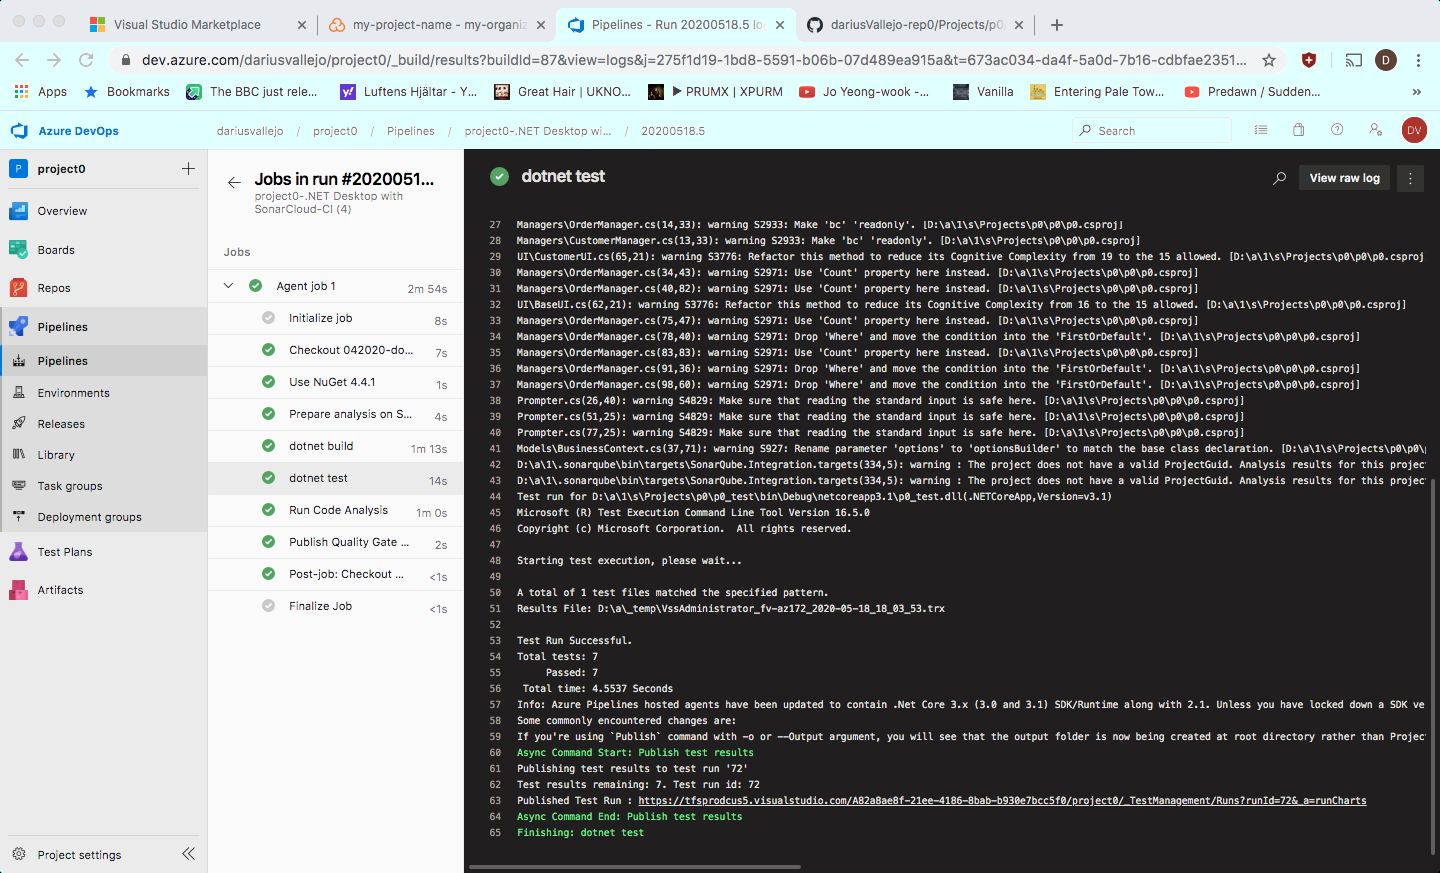 Visual Studio Marketplace
my-project-name - my-organiz
Pipelines - Run 20200518.5 lo
dariusVallejo-rep0/Projects/p0
dev.azure.com/dariusvallejo/project0/_build/results?buildId=87&view=logs&j=275f1d19-1bd8-5591-b06b-07d489ea915a&t=673ac034-da4f-5a0d-7b16-cdbfae2351...
D
Apps
Bookmarks
The BBC just rele...
Luftens Hjältar - Y...
Great Hair | UKNO...
▶ PRUMX | XPURM
Jo Yeong-wook -...
Vanilla
Entering Pale Tow...
Predawn / Sudden...
»
Azure DevOps
dariusvallejo / project0 / Pipelines / project0-.NET Desktop wi... / 20200518.5
Search
DV
P
project0
Overview
Boards
Repos
Pipelines
Pipelines
Environments
Releases
Library
Task groups
Deployment groups
Test Plans
Artifacts
Project settings
Jobs in run #2020051...
project0-.NET Desktop with
SonarCloud-CI (4)
Jobs
Agent job 1 2m 54s
Initialize job 8s
Checkout 042020-do... 7s
Use NuGet 4.4.1 1s
Prepare analysis on S... 4s
dotnet build 1m 13s
dotnet test 14s
Run Code Analysis 1m 0s
Publish Quality Gate ... 2s
Post-job: Checkout ... <1s
Finalize Job <1s
dotnet test
View raw log
27 Managers\OrderManager.cs(14,33): warning S2933: Make 'bc' 'readonly'. [D:\a\1\s\Projects\p0\p0\p0.csproj]
28 Managers\CustomerManager.cs(13,33): warning S2933: Make 'bc' 'readonly'. [D:\a\1\s\Projects\p0\p0\p0.csproj]
29 UI\CustomerUI.cs(65,21): warning S3776: Refactor this method to reduce its Cognitive Complexity from 19 to the 15 allowed. [D:\a\1\s\Projects\p0\p0\p0.csproj
30 Managers\OrderManager.cs(34,43): warning S2971: Use 'Count' property here instead. [D:\a\1\s\Projects\p0\p0\p0.csproj]
31 Managers\OrderManager.cs(40,82): warning S2971: Use 'Count' property here instead. [D:\a\1\s\Projects\p0\p0\p0.csproj]
32 UI\BaseUI.cs(62,21): warning S3776: Refactor this method to reduce its Cognitive Complexity from 16 to the 15 allowed. [D:\a\1\s\Projects\p0\p0\p0.csproj]
33 Managers\OrderManager.cs(75,47): warning S2971: Use 'Count' property here instead. [D:\a\1\s\Projects\p0\p0\p0.csproj]
34 Managers\OrderManager.cs(78,40): warning S2971: Drop 'Where' and move the condition into the 'FirstOrDefault'. [D:\a\1\s\Projects\p0\p0\p0.csproj]
35 Managers\OrderManager.cs(83,83): warning S2971: Use 'Count' property here instead. [D:\a\1\s\Projects\p0\p0\p0.csproj]
36 Managers\OrderManager.cs(91,36): warning S2971: Drop 'Where' and move the condition into the 'FirstOrDefault'. [D:\a\1\s\Projects\p0\p0\p0.csproj]
37 Managers\OrderManager.cs(98,60): warning S2971: Drop 'Where' and move the condition into the 'FirstOrDefault'. [D:\a\1\s\Projects\p0\p0\p0.csproj]
38 Prompter.cs(26,40): warning S4829: Make sure that reading the standard input is safe here. [D:\a\1\s\Projects\p0\p0\p0.csproj]
39 Prompter.cs(51,25): warning S4829: Make sure that reading the standard input is safe here. [D:\a\1\s\Projects\p0\p0\p0.csproj]
40 Prompter.cs(77,25): warning S4829: Make sure that reading the standard input is safe here. [D:\a\1\s\Projects\p0\p0\p0.csproj]
41 Models\BusinessContext.cs(37,71): warning S927: Rename parameter 'options' to 'optionsBuilder' to match the base class declaration. [D:\a\1\s\Projects\p0\p0\
42 D:\a\1\.sonarqube\bin\targets\SonarQube.Integration.targets(334,5): warning : The project does not have a valid ProjectGuid. Analysis results for this projec
43 D:\a\1\.sonarqube\bin\targets\SonarQube.Integration.targets(334,5): warning : The project does not have a valid ProjectGuid. Analysis results for this projec
44 Test run for D:\a\1\s\Projects\p0\p0_test\bin\Debug\netcoreapp3.1\p0_test.dll(.NETCoreApp,Version=v3.1)
45 Microsoft (R) Test Execution Command Line Tool Version 16.5.0
46 Copyright (c) Microsoft Corporation.  All rights reserved.
47
48 Starting test execution, please wait...
49
50 A total of 1 test files matched the specified pattern.
51 Results File: D:\a\_temp\VssAdministrator_fv-az172_2020-05-18_18_03_53.trx
52
53 Test Run Successful.
54 Total tests: 7
55 Passed: 7
56 Total time: 4.5537 Seconds
57 Info: Azure Pipelines hosted agents have been updated to contain .Net Core 3.x (3.0 and 3.1) SDK/Runtime along with 2.1. Unless you have locked down a SDK ve
58 Some commonly encountered changes are:
59 If you're using `Publish` command with -o or --Output argument, you will see that the output folder is now being created at root directory rather than Projec
60 Async Command Start: Publish test results
61 Publishing test results to test run '72'
62 Test results remaining: 7. Test run id: 72
63 Published Test Run : https://tfsprodcus5.visualstudio.com/A82a8ae8f-21ee-4186-8bab-b930e7bcc5f0/project0/_TestManagement/Runs?runId=72&_a=runCharts
64 Async Command End: Publish test results
65 Finishing: dotnet test